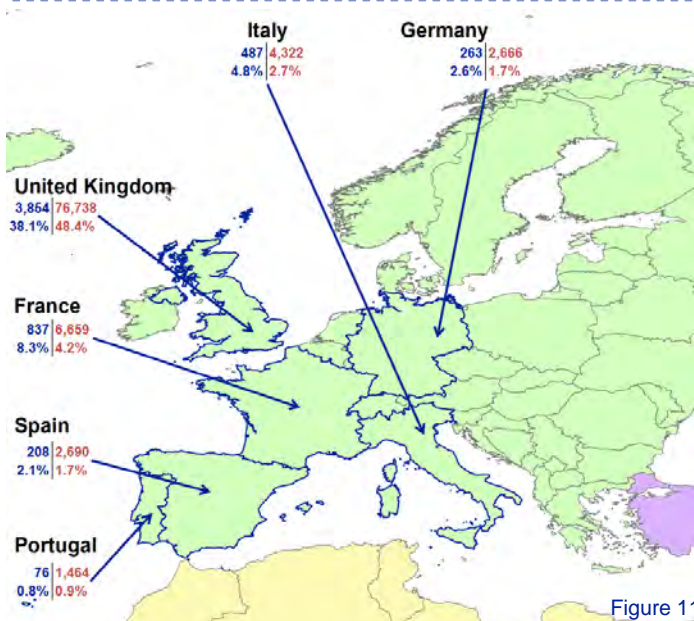 Italy
487 4,322
4.8% 2.7%
Germany
263 2,666
2.6% 1.7%
United Kingdom
3,864 76,738
38.1% 48.4%
France
837 6,659
8.3% 4.2%
Spain
208 2,690
2.1% 1.7%
Portugal
76 1,464
0.8% 0.9%
Figure 11